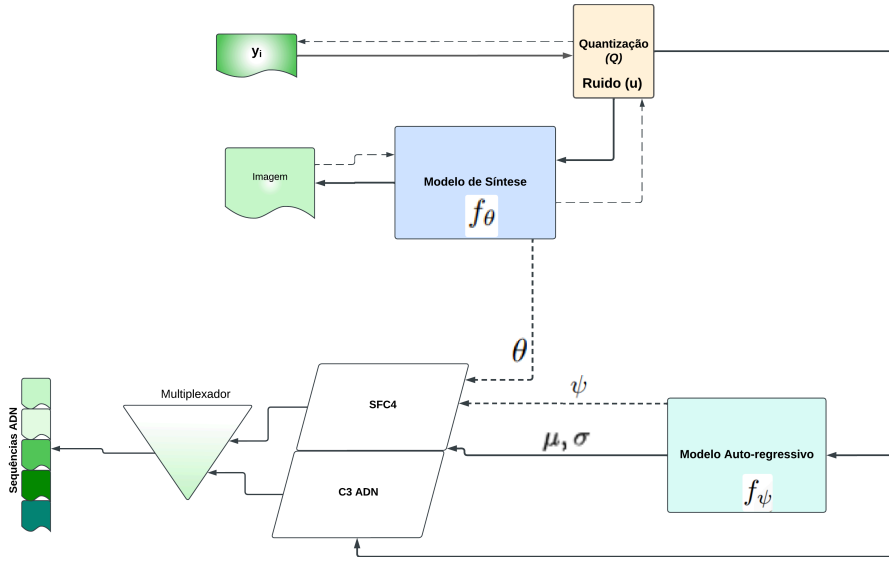 yᵢ
Quantização
(Q)
Ruido (u)
Imagem
Modelo de Síntese
f_θ
θ
ψ
Multiplexador
SFC4
Sequências ADN
μ, σ
Modelo Auto-regressivo
f_ψ
C3 ADN